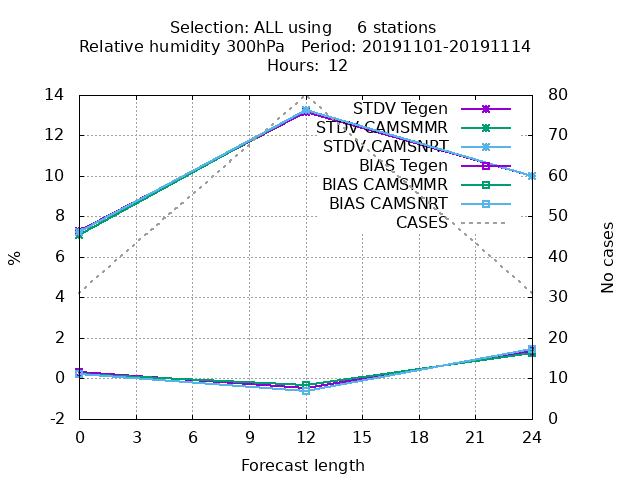 Selection: ALL using     6 stations
Relative humidity 300hPa   Period: 20191101-20191114
Hours: 12
14
12
10
8
6
4
2
0
-2
%
80
70
60
50
40
30
20
10
0
No cases
STDV Tegen
STDV CAMSMMR
STDV CAMSNRT
BIAS Tegen
BIAS CAMSMMR
BIAS CAMSNRT
CASES
0 3 6 9 12 15 18 21 24
Forecast length